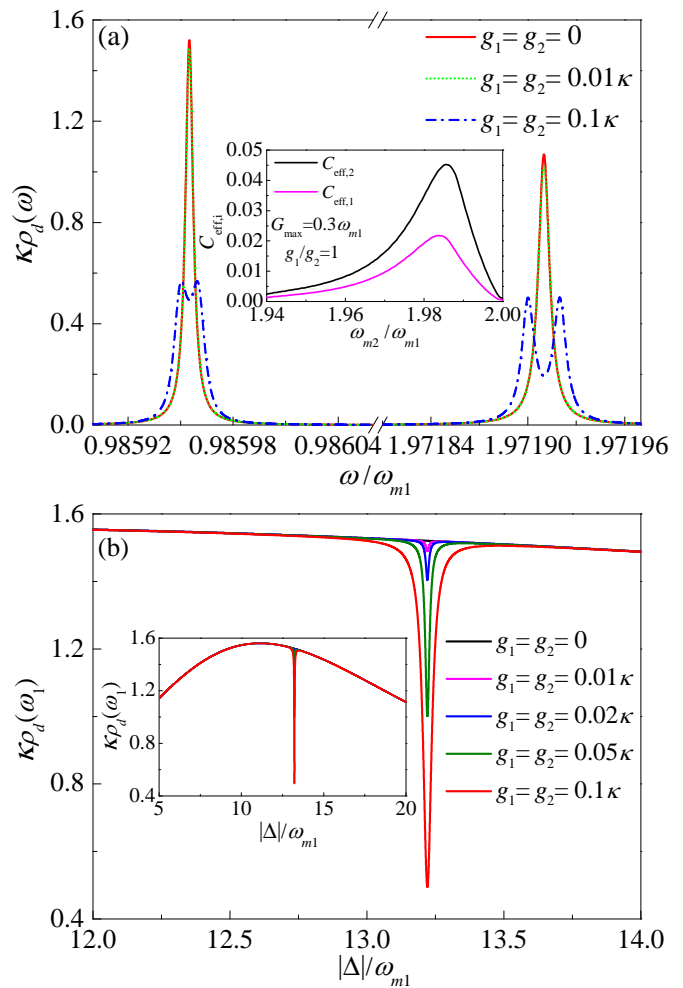 (a)
g1 = g2 = 0
g1 = g2 = 0.01κ
g1 = g2 = 0.1κ
1.6
1.2
0.8
0.4
0.0
κρd(ω)
0.05
0.04
0.03
0.02
0.01
0.00
Ceff,i
Ceff,2
Ceff,1
Gmax=0.3ωm1
g1/g2=1
1.94 1.96 1.98 2.00
ωm2/ωm1
0.98592 0.98598 0.98604 1.97184 1.97190 1.97196
ω/ωm1
(b)
1.6
1.2
0.8
0.4
κρd(ω1)
g1 = g2 = 0
g1 = g2 = 0.01κ
g1 = g2 = 0.02κ
g1 = g2 = 0.05κ
g1 = g2 = 0.1κ
1.6
1.2
0.8
0.4
κρd(ω1)
5 10 15 20
|Δ|/ωm1
12.0 12.5 13.0 13.5 14.0
|Δ|/ωm1